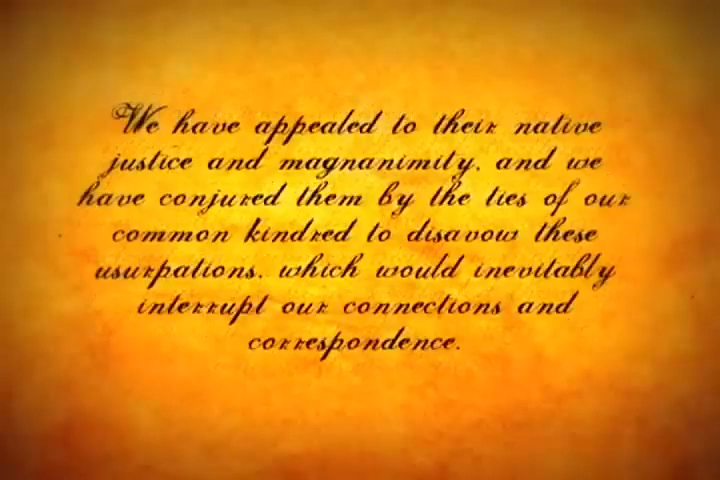 We have appealed to their native
justice and magnanimity, and we
have conjured them by the ties of our
common kindred to disavow these
usurpations, which would inevitably
interrupt our connections and
correspondence.